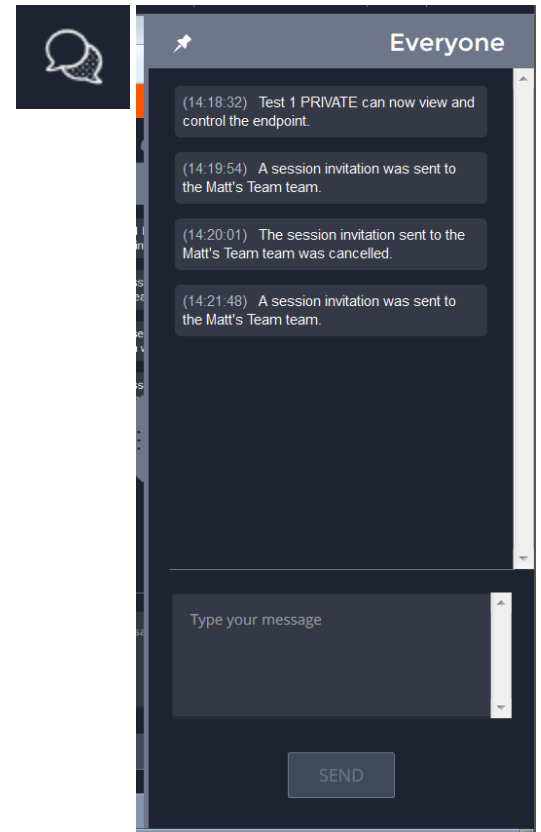 Everyone
(14:18:32) Test 1 PRIVATE can now view and
control the endpoint.
(14:19:54) A session invitation was sent to
the Matt's Team team.
(14:20:01) The session invitation sent to the
Matt's Team team was cancelled.
(14:21:48) A session invitation was sent to
the Matt's Team team.
Type your message
SEND